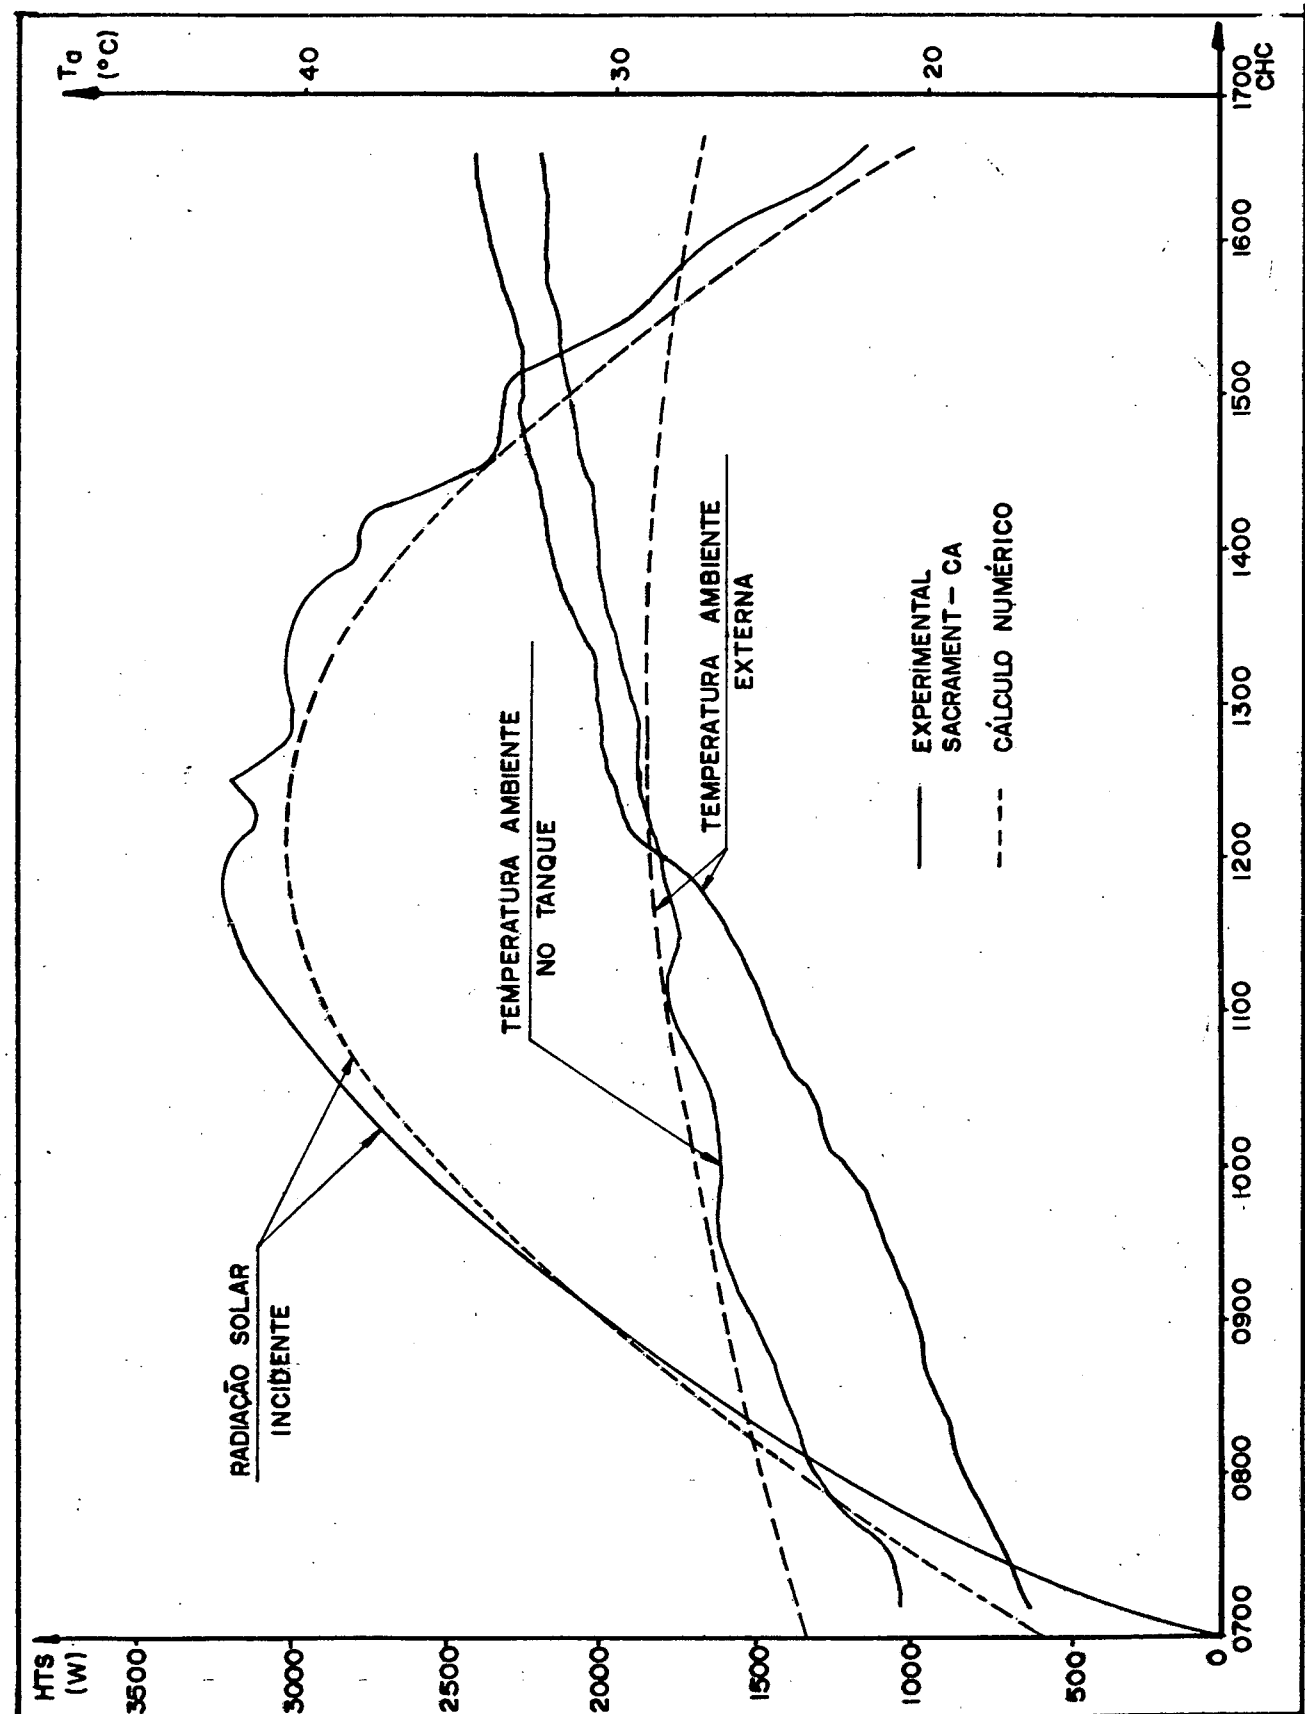 HTS
(W)
3500
3000
2500
2000
1500
1000
500
0
Ta
(°C)
40
30
20
0700
0800
0900
1000
1100
1200
1300
1400
1500
1600
1700
CHC
RADIAÇÃO SOLAR
INCIDENTE
TEMPERATURA AMBIENTE
NO TANQUE
TEMPERATURA AMBIENTE
EXTERNA
EXPERIMENTAL
SACRAMENT-CA
CÁLCULO NUMÉRICO